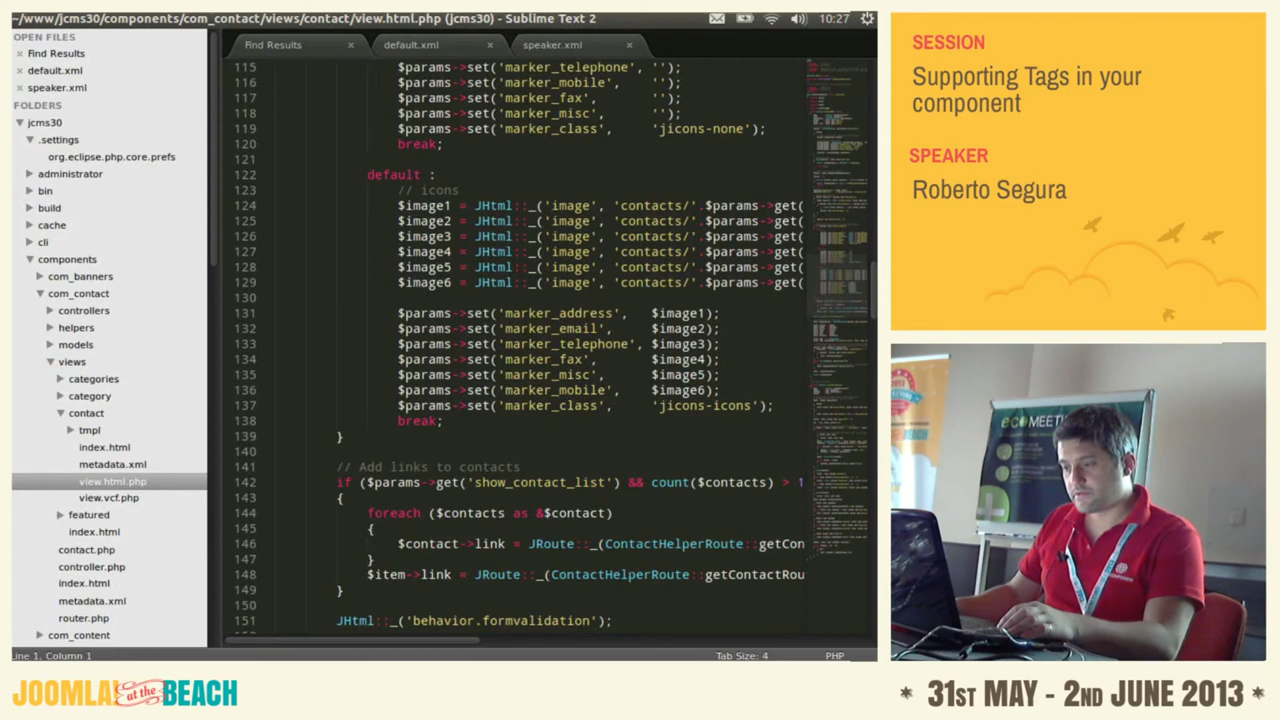 ~/www/jcms30/components/com_contact/views/contact/view.html.php (jcms30) - Sublime Text 2
10:27
OPEN FILES
Find Results
default.xml
speaker.xml
FOLDERS
jcms30
.settings
org.eclipse.php.core.prefs
administrator
bin
build
cache
cli
components
com_banners
com_contact
controllers
helpers
models
views
categories
category
contact
tmpl
index.html
metadata.xml
view.html.php
view.vcf.php
featured
index.html
contact.php
controller.php
index.html
metadata.xml
router.php
com_content
Find Results
default.xml
speaker.xml
115 $params->set('marker_telephone', '');
116 $params->set('marker_mobile', '');
117 $params->set('marker_fax', '');
118 $params->set('marker_misc', '');
119 $params->set('marker_class', 'jicons-none');
120 break;
121
122 default :
123 // icons
124 $image1 = JHtml::_('image', 'contacts/'.$params->get(
125 $image2 = JHtml::_('image', 'contacts/'.$params->get(
126 $image3 = JHtml::_('image', 'contacts/'.$params->get(
127 $image4 = JHtml::_('image', 'contacts/'.$params->get(
128 $image5 = JHtml::_('image', 'contacts/'.$params->get(
129 $image6 = JHtml::_('image', 'contacts/'.$params->get(
130
131 $params->set('marker_address', $image1);
132 $params->set('marker_email', $image2);
133 $params->set('marker_telephone', $image3);
134 $params->set('marker_fax', $image4);
135 $params->set('marker_misc', $image5);
136 $params->set('marker_mobile', $image6);
137 $params->set('marker_class', 'jicons-icons');
138 break;
139 }
140
141 // Add links to contacts
142 if ($params->get('show_contact_list') && count($contacts) > 1
143 {
144 foreach ($contacts as &$contact)
145 {
146 $contact->link = JRoute::_(ContactHelperRoute::getCon
147 }
148 $item->link = JRoute::_(ContactHelperRoute::getContactRou
149 }
150
151 JHtml::_('behavior.formvalidation');
Line 1, Column 1
Tab Size: 4
PHP
SESSION
Supporting Tags in your
component
SPEAKER
Roberto Segura
eco MEETIN
JOOMLA! at the BEACH
* 31ST MAY - 2ND JUNE 2013 *